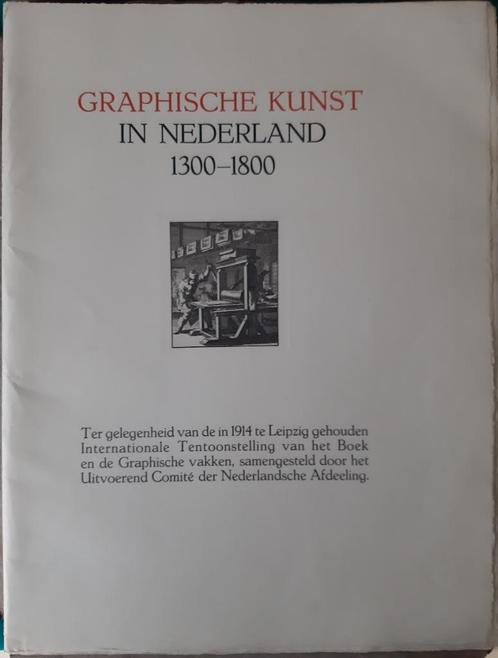 GRAPHISCHE KUNST
IN NEDERLAND
1300–1800
Ter gelegenheid van de in 1914 te Leipzig gehouden
Internationale Tentoonstelling van het Boek
en de Graphische vakken, samengesteld door het
Uitvoerend Comité der Nederlandsche Afdeeling.